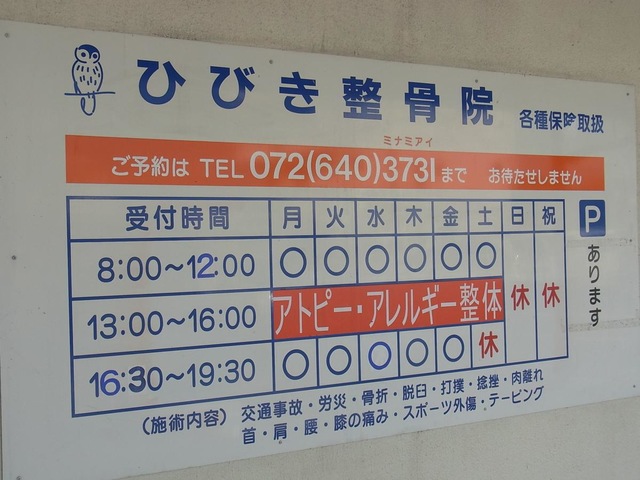 ひびき整骨院
各種保険取扱
ミナミアイ
ご予約は TEL 072(640)3731まで お待たせしません
受付時間 月 火 水 木 金 土 日 祝
8:00～12:00 ○ ○ ○ ○ ○ ○ 休 休
13:00～16:00 アトピー・アレルギー整体
16:30～19:30 ○ ○ ○ ○ ○ 休
P あります
(施術内容) 交通事故・労災・骨折・脱臼・打撲・捻挫・肉離れ
首・肩・腰・膝の痛み・スポーツ外傷・テーピング